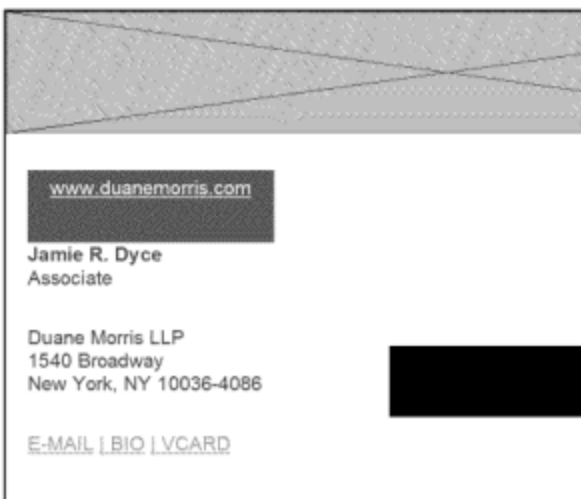 www.duanemorris.com
Jamie R. Dyce
Associate
Duane Morris LLP
1540 Broadway
New York, NY 10036-4086
E-MAIL | BIO | VCARD